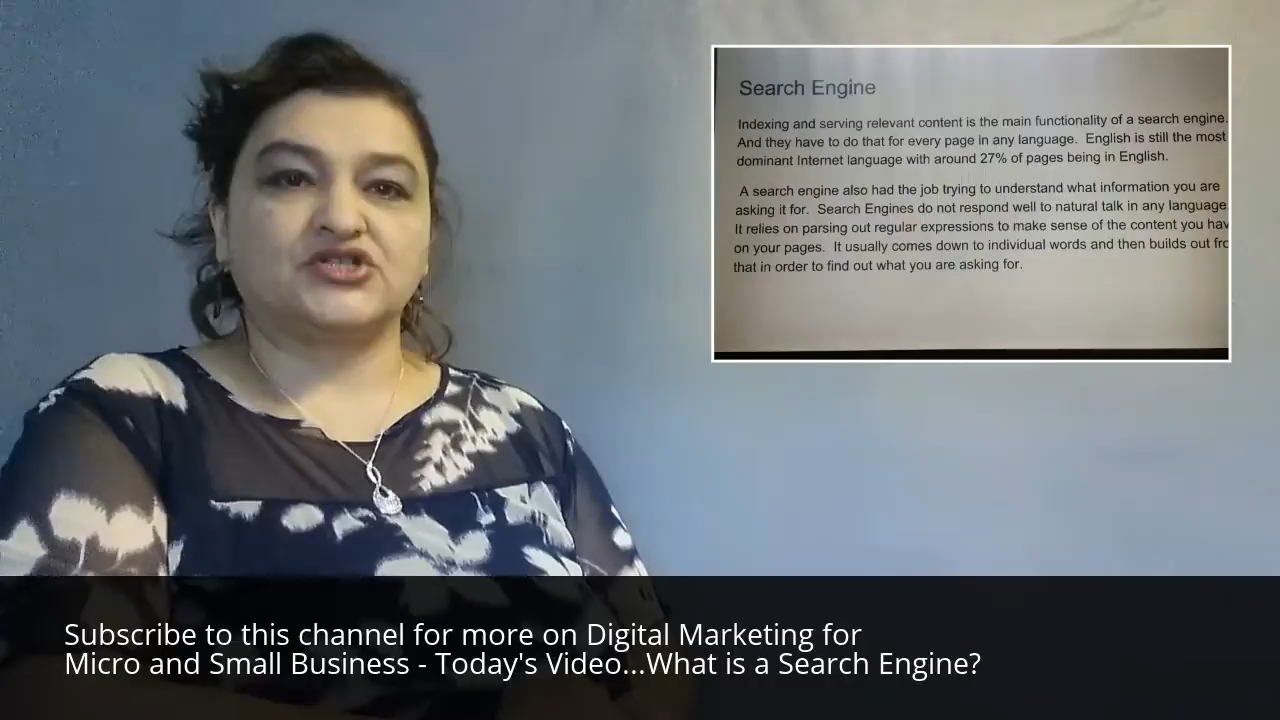 Search Engine
Indexing and serving relevant content is the main functionality of a search engine.
And they have to do that for every page in any language. English is still the most
dominant Internet language with around 27% of pages being in English.
A search engine also had the job trying to understand what information you are
asking it for. Search Engines do not respond well to natural talk in any language
It relies on parsing out regular expressions to make sense of the content you hav
on your pages. It usually comes down to individual words and then builds out fro
that in order to find out what you are asking for.
Subscribe to this channel for more on Digital Marketing for
Micro and Small Business - Today's Video...What is a Search Engine?